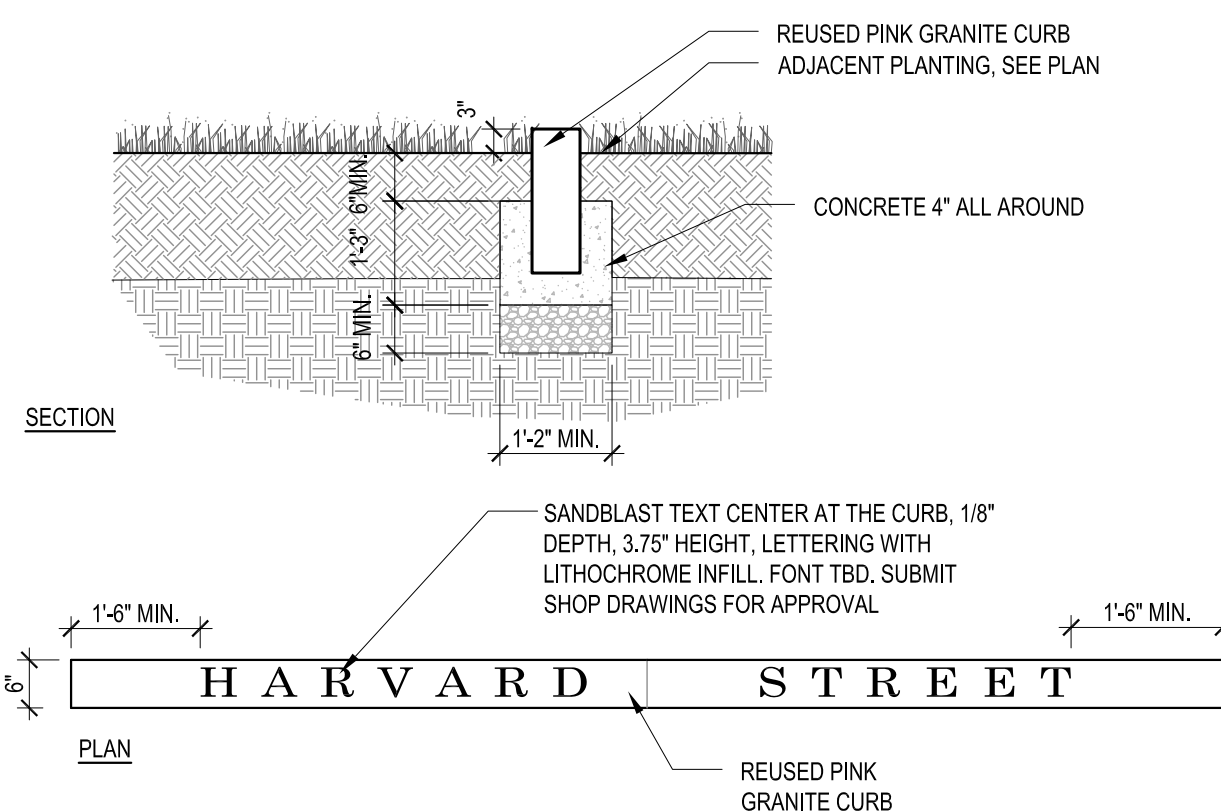 REUSED PINK GRANITE CURB
ADJACENT PLANTING, SEE PLAN
3"
6"MIN.
1'-3"
CONCRETE 4" ALL AROUND
6" MIN.
SECTION
1'-2" MIN.
SANDBLAST TEXT CENTER AT THE CURB, 1/8"
DEPTH, 3.75" HEIGHT, LETTERING WITH
LITHOCHROME INFILL. FONT TBD. SUBMIT
SHOP DRAWINGS FOR APPROVAL
1'-6" MIN.
1'-6" MIN.
6"
HARVARD STREET
PLAN
REUSED PINK
GRANITE CURB